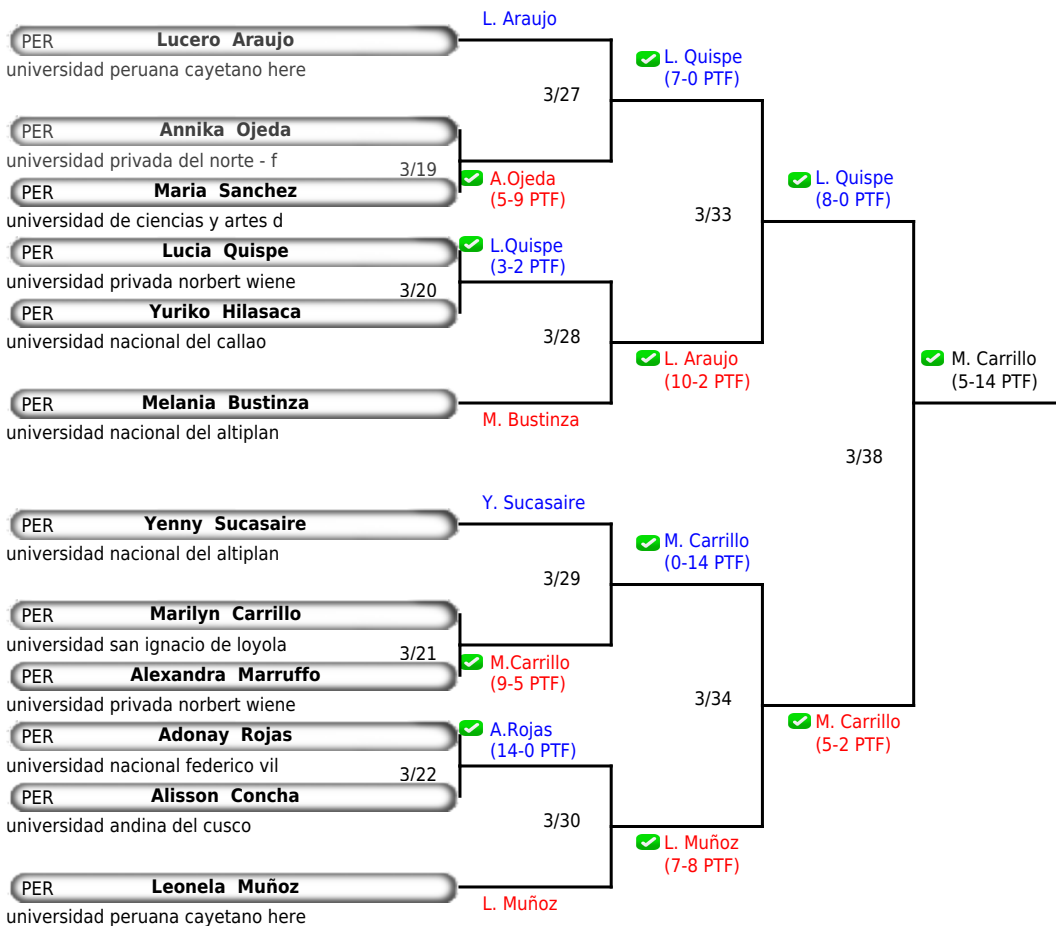 L. Araujo
PER Lucero Araujo
universidad peruana cayetano here
L. Quispe
(7-0 PTF)
3/27
PER Annika Ojeda
universidad privada del norte - f
3/19
A.Ojeda
(5-9 PTF)
PER Maria Sanchez
universidad de ciencias y artes d
L. Quispe
(8-0 PTF)
3/33
PER Lucia Quispe
universidad privada norbert wiene
L.Quispe
(3-2 PTF)
3/20
PER Yuriko Hilasaca
universidad nacional del callao
3/28
L. Araujo
(10-2 PTF)
M. Carrillo
(5-14 PTF)
PER Melania Bustinza
universidad nacional del altiplan
M. Bustinza
3/38
Y. Sucasaire
PER Yenny Sucasaire
universidad nacional del altiplan
M. Carrillo
(0-14 PTF)
3/29
PER Marilyn Carrillo
universidad san ignacio de loyola
3/21
M.Carrillo
(9-5 PTF)
PER Alexandra Marruffo
universidad privada norbert wiene
3/34
M. Carrillo
(5-2 PTF)
PER Adonay Rojas
universidad nacional federico vil
A.Rojas
(14-0 PTF)
3/22
PER Alisson Concha
universidad andina del cusco
3/30
L. Muñoz
(7-8 PTF)
PER Leonela Muñoz
universidad peruana cayetano here
L. Muñoz